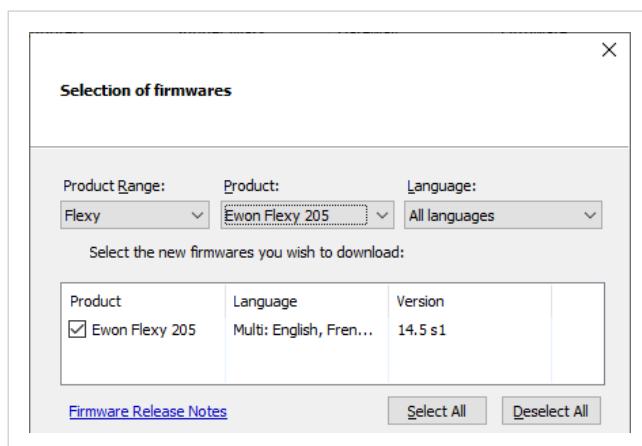 Selection of firmwares
Product Range: Product: Language:
Flexy Ewon Flexy 205 All languages
Select the new firmwares you wish to download:
Product Language Version
Ewon Flexy 205 Multi: English, Fren... 14.5 s1
Firmware Release Notes Select All Deselect All